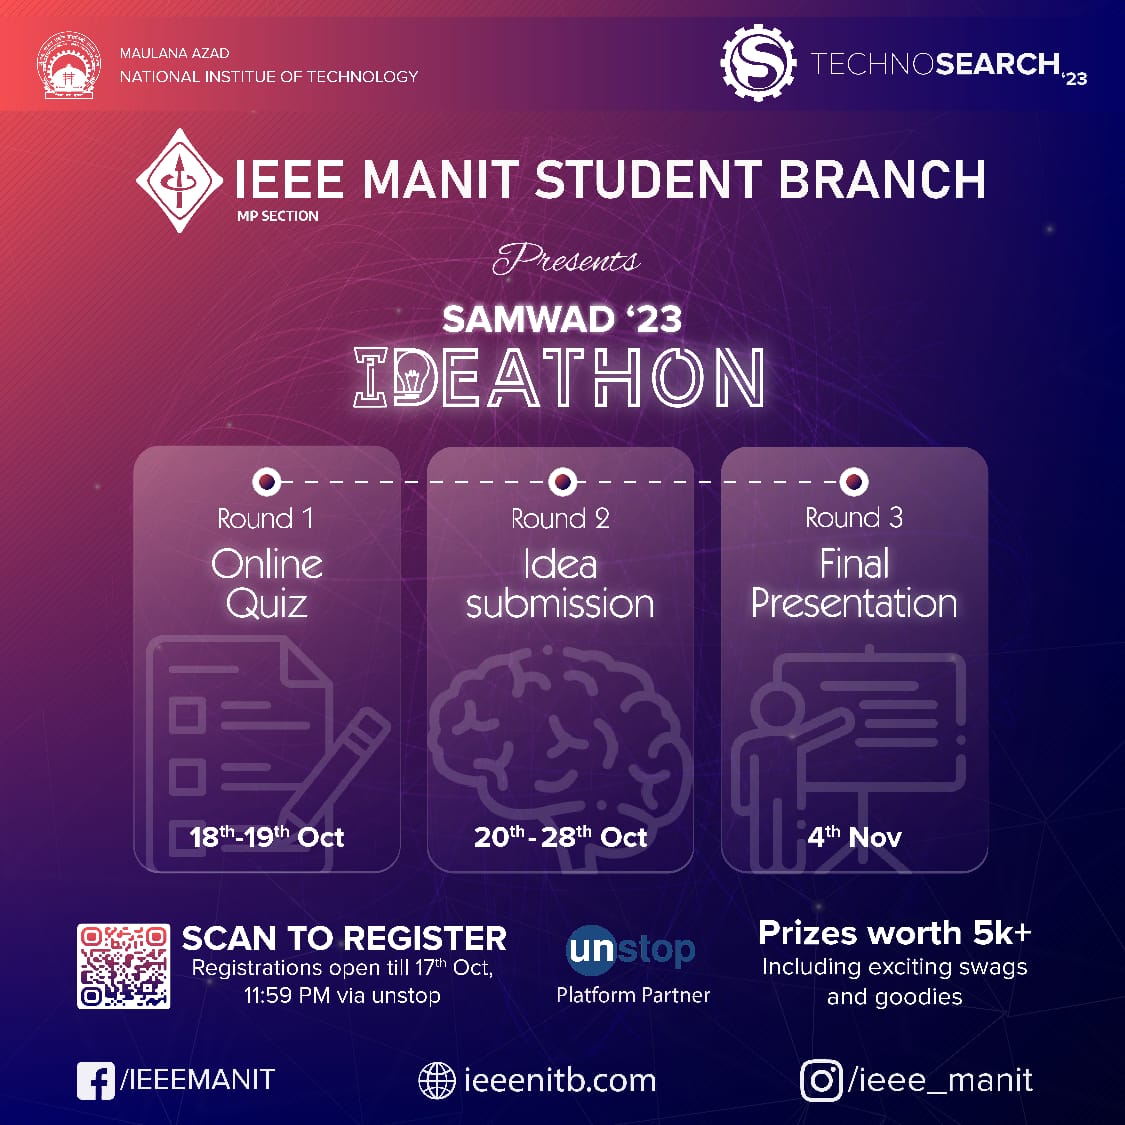 MAULANA AZAD
NATIONAL INSTITUE OF TECHNOLOGY
S TECHNOSEARCH '23
IEEE MANIT STUDENT BRANCH
MP SECTION
Presents
SAMWAD ‘23
IDEATHON
Round 1
Online
Quiz
18th-19th Oct
Round 2
Idea
submission
20th - 28th Oct
Round 3
Final
Presentation
4th Nov
SCAN TO REGISTER
Registrations open till 17th Oct,
11:59 PM via unstop
unstop
Platform Partner
Prizes worth 5k+
Including exciting swags
and goodies
/IEEEMANIT
ieeenitb.com
/ieee_manit